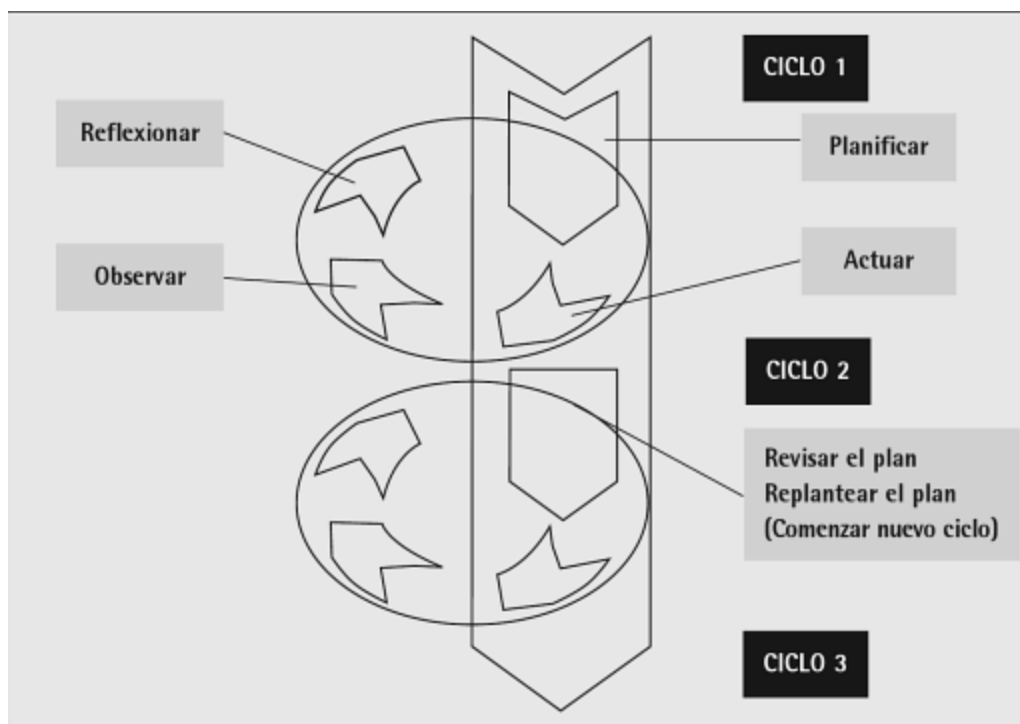 CICLO 1
Reflexionar
Planificar
Observar
Actuar
CICLO 2
Revisar el plan
Replantear el plan
(Comenzar nuevo ciclo)
CICLO 3